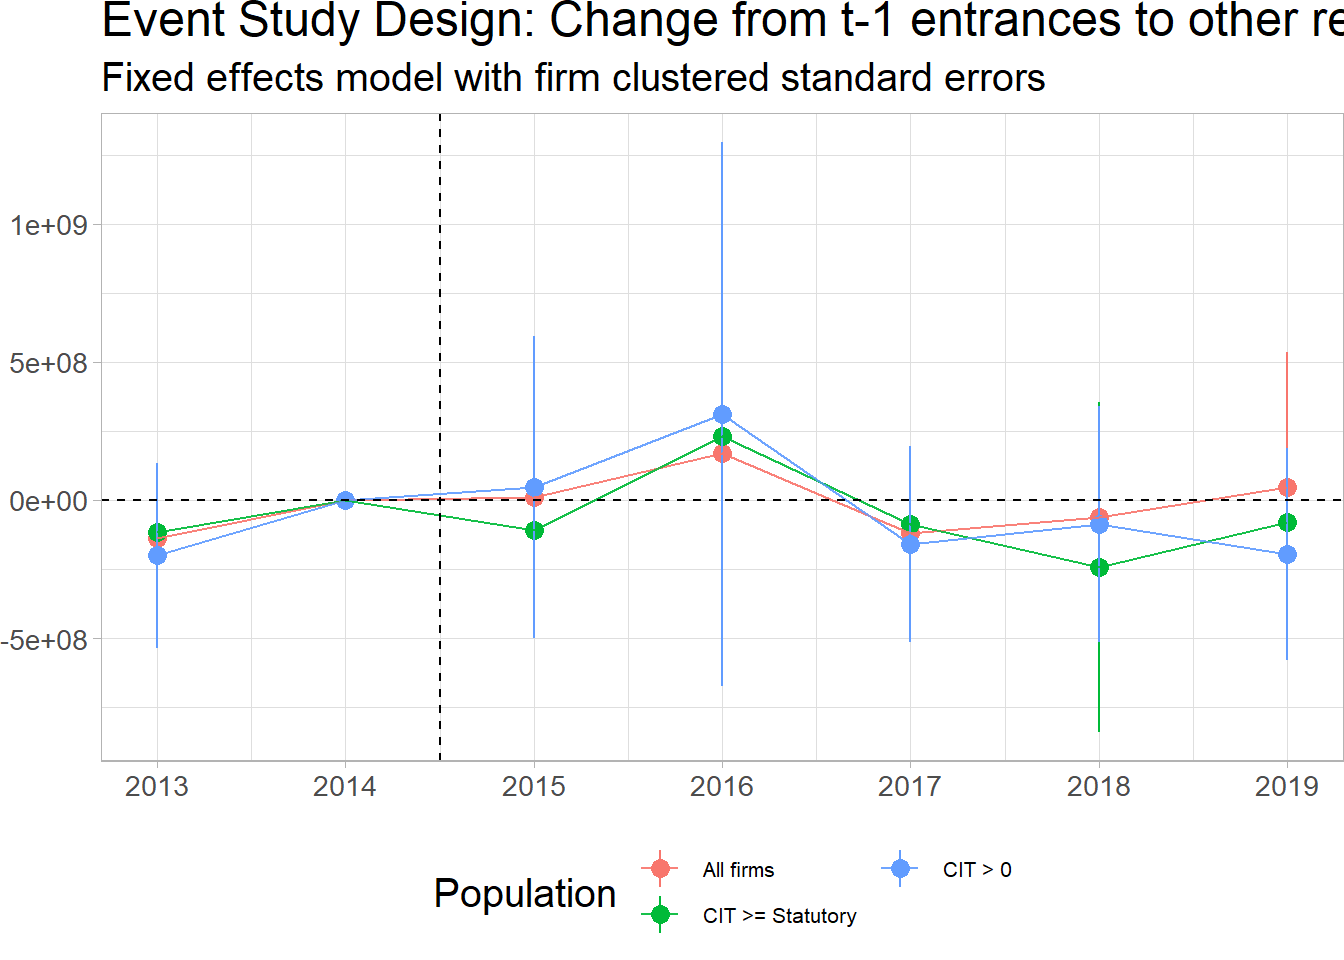 Event Study Design: Change from t-1 entrances to other re
Fixed effects model with firm clustered standard errors
1e+09
5e+08
0e+00
-5e+08
2013 2014 2015 2016 2017 2018 2019
Population
All firms
CIT >= Statutory
CIT > 0